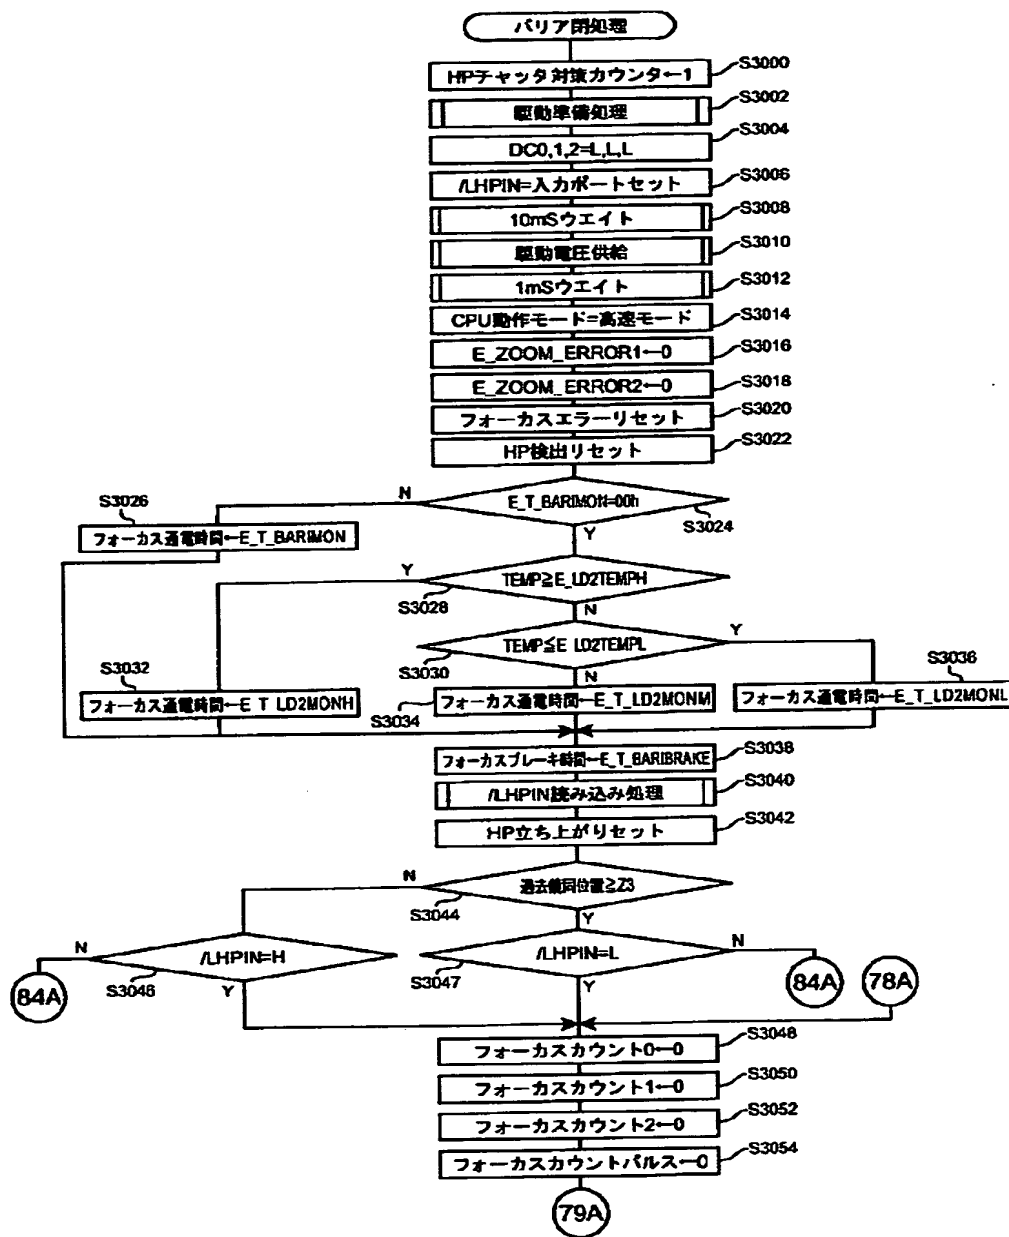 バリア閉処理
HPチャッタ対策カウンタ←1
S3000
駆動準備処理
S3002
DC0,1,2=L,L,L
S3004
/LHPIN=入力ポートセット
S3006
10mSウエイト
S3008
駆動電圧供給
S3010
1mSウエイト
S3012
CPU動作モード=高速モード
S3014
E_ZOOM_ERROR1←0
S3016
E_ZOOM_ERROR2←0
S3018
フォーカスエラーリセット
S3020
HP検出リセット
S3022
E_T_BARIMON=00h
S3024
N
Y
S3026
フォーカス通電時間←E_T_BARIMON
TEMP≧E_LD2TEMPH
S3028
Y
N
TEMP≦E LD2TEMPL
S3030
Y
N
S3032
フォーカス通電時間←E T LD2MONH
フォーカス通電時間←E_T_LD2MONM
S3034
S3036
フォーカス通電時間←E_T_LD2MONL
フォーカスブレーキ時間←E_T_BARIBRAKE
S3038
/LHPIN読み込み処理
S3040
HP立ち上がりセット
S3042
過去鏡同位置≧Z3
S3044
N
Y
/LHPIN=H
S3046
N
Y
84A
/LHPIN=L
S3047
N
Y
84A
78A
フォーカスカウント0←0
S3048
フォーカスカウント1←0
S3050
フォーカスカウント2←0
S3052
フォーカスカウントパルス←0
S3054
79A